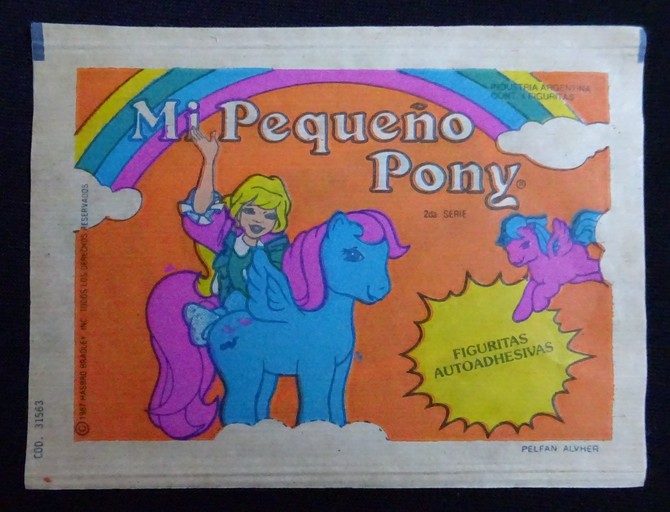 INDUSTRIA ARGENTINA
CONT. FIGURITAS
Mi Pequeño
Pony®
2da SERIE
FIGURITAS
AUTOADHESIVAS
PELFAN ALVHER
COD. 31563
© 1987 HASBRO BRADLEY INC. TODOS LOS DERECHOS RESERVADOS